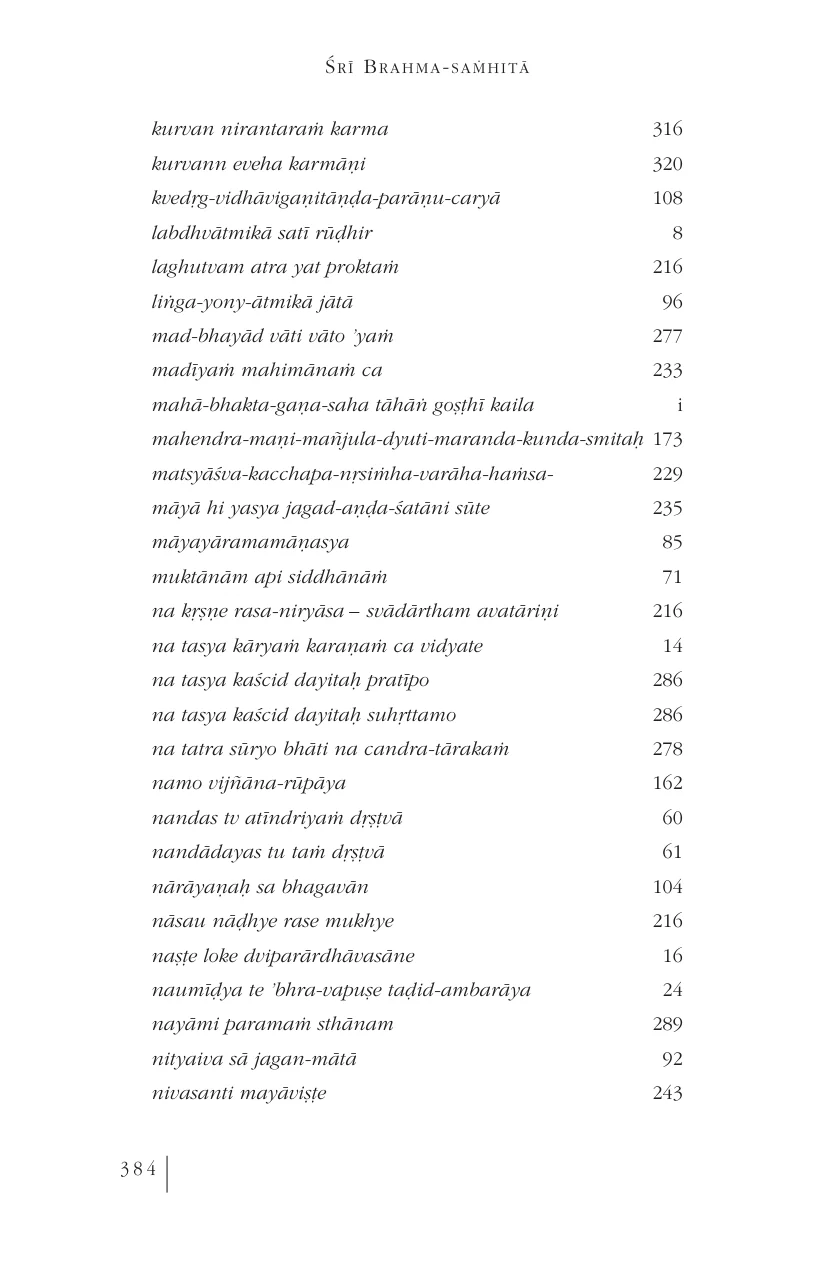 Śrī Brahma-saṁhitā
kurvan nirantaraṁ karma 316
kurvann eveha karmāṇi 320
kvedṛg-vidhāvigaṇitāṇḍa-parāṇu-caryā 108
labdhvātmikā satī rūḍhir 8
laghutvam atra yat proktaṁ 216
liṅga-yony-ātmikā jātā 96
mad-bhayād vāti vāto ’yaṁ 277
madīyaṁ mahimānaṁ ca 233
mahā-bhakta-gaṇa-saha tāhāṅ goṣṭhī kaila i
mahendra-maṇi-mañjula-dyuti-maranda-kunda-smitaḥ 173
matsyāśva-kacchapa-nṛsiṁha-varāha-haṁsa- 229
māyā hi yasya jagad-aṇḍa-śatāni sūte 235
māyayāramamāṇasya 85
muktānām api siddhānāṁ 71
na kṛṣṇe rasa-niryāsa – svādārtham avatāriṇi 216
na tasya kāryaṁ karaṇaṁ ca vidyate 14
na tasya kaścid dayitaḥ pratīpo 286
na tasya kaścid dayitaḥ suhṛttamo 286
na tatra sūryo bhāti na candra-tārakaṁ 278
namo vijñāna-rūpāya 162
nandas tv atīndriyaṁ dṛṣṭvā 60
nandādayas tu taṁ dṛṣṭvā 61
nārāyaṇaḥ sa bhagavān 104
nāsau nāḍhye rase mukhye 216
naṣṭe loke dviparārdhāvasāne 16
naumīḍya te ’bhra-vapuṣe taḍid-ambarāya 24
nayāmi paramaṁ sthānam 289
nityaiva sā jagan-mātā 92
nivasanti mayāviṣṭe 243
384